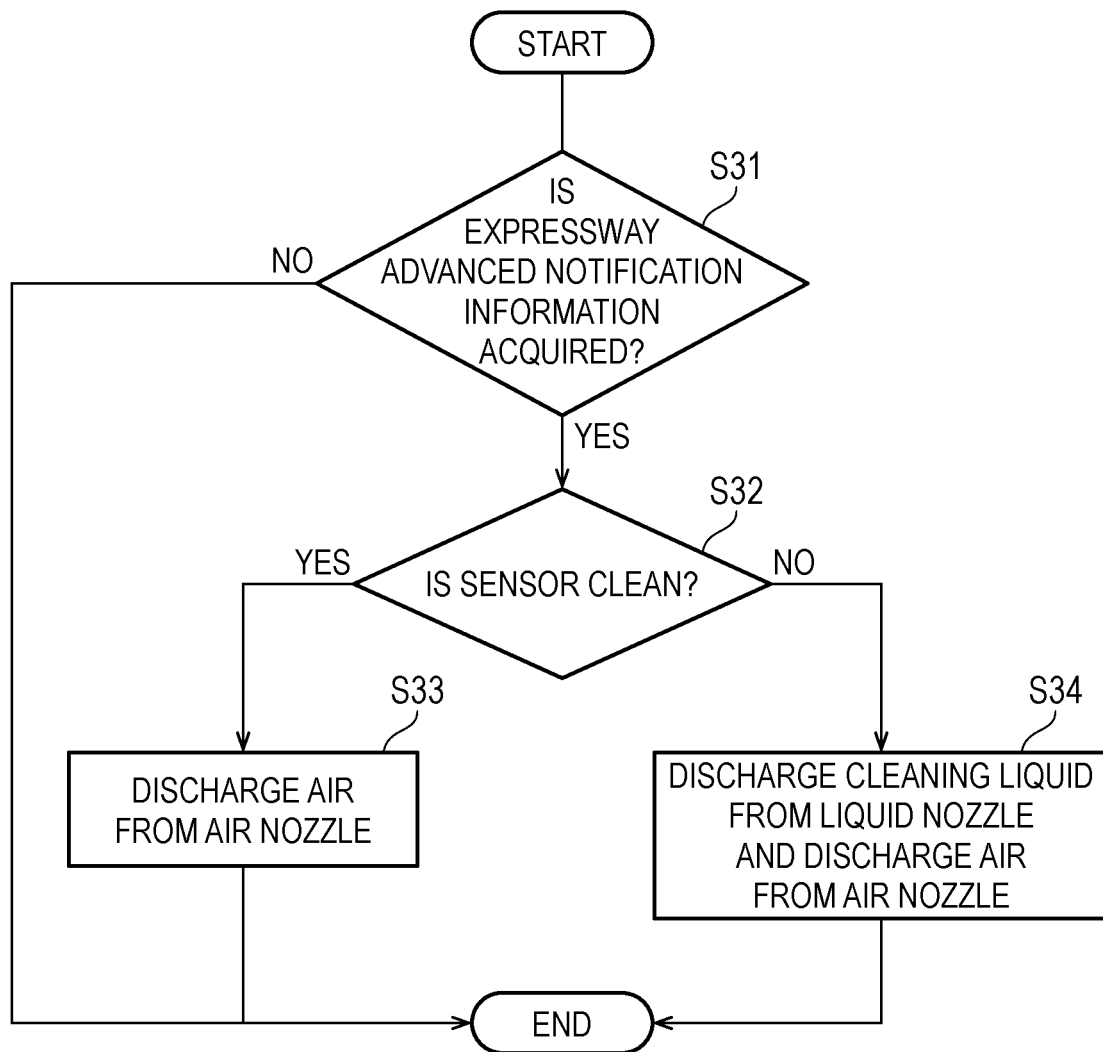 START
S31
IS
EXPRESSWAY
ADVANCED NOTIFICATION
INFORMATION
ACQUIRED?
NO
YES
S32
YES
IS SENSOR CLEAN?
NO
S33
DISCHARGE AIR
FROM AIR NOZZLE
S34
DISCHARGE CLEANING LIQUID
FROM LIQUID NOZZLE
AND DISCHARGE AIR
FROM AIR NOZZLE
END